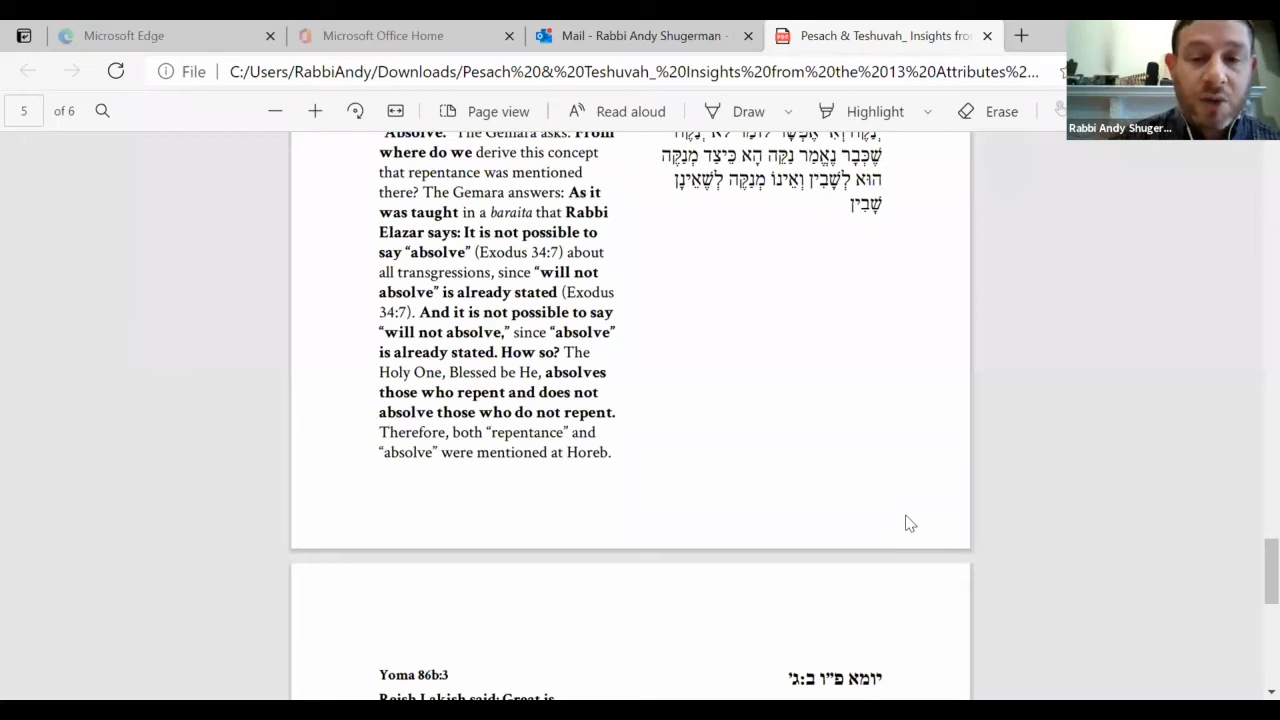 Microsoft Edge
Microsoft Office Home
Mail - Rabbi Andy Shugerman -
Pesach & Teshuvah_ Insights fro
File
C:/Users/RabbiAndy/Downloads/Pesach%20&%20Teshuvah_%20Insights%20from%20the%2013%20Attributes%2...
5 of 6
Page view
Read aloud
Draw
Highlight
Erase
Rabbi Andy Shuger...
"Absolve." The Gemara asks: From
where do we derive this concept
that repentance was mentioned
there? The Gemara answers: As it
was taught in a baraita that Rabbi
Elazar says: It is not possible to
say “absolve” (Exodus 34:7) about
all transgressions, since “will not
absolve” is already stated (Exodus
34:7). And it is not possible to say
“will not absolve,” since “absolve”
is already stated. How so? The
Holy One, Blessed be He, absolves
those who repent and does not
absolve those who do not repent.
Therefore, both “repentance” and
“absolve” were mentioned at Horeb.
יְנַקֶּה וְאִי אֶפְשָׁר לוֹמַר לֹא יְנַקֶּה
שֶׁכְּבָר נֶאֱמַר נַקֵּה הָא כֵּיצַד מְנַקֶּה
הוּא לְשָׁבִין וְאֵינוֹ מְנַקֶּה לְשֶׁאֵינָן
שָׁבִין
Yoma 86b:3
יומא פ״ו ב:ג׳
Reish Lakish said: Great is